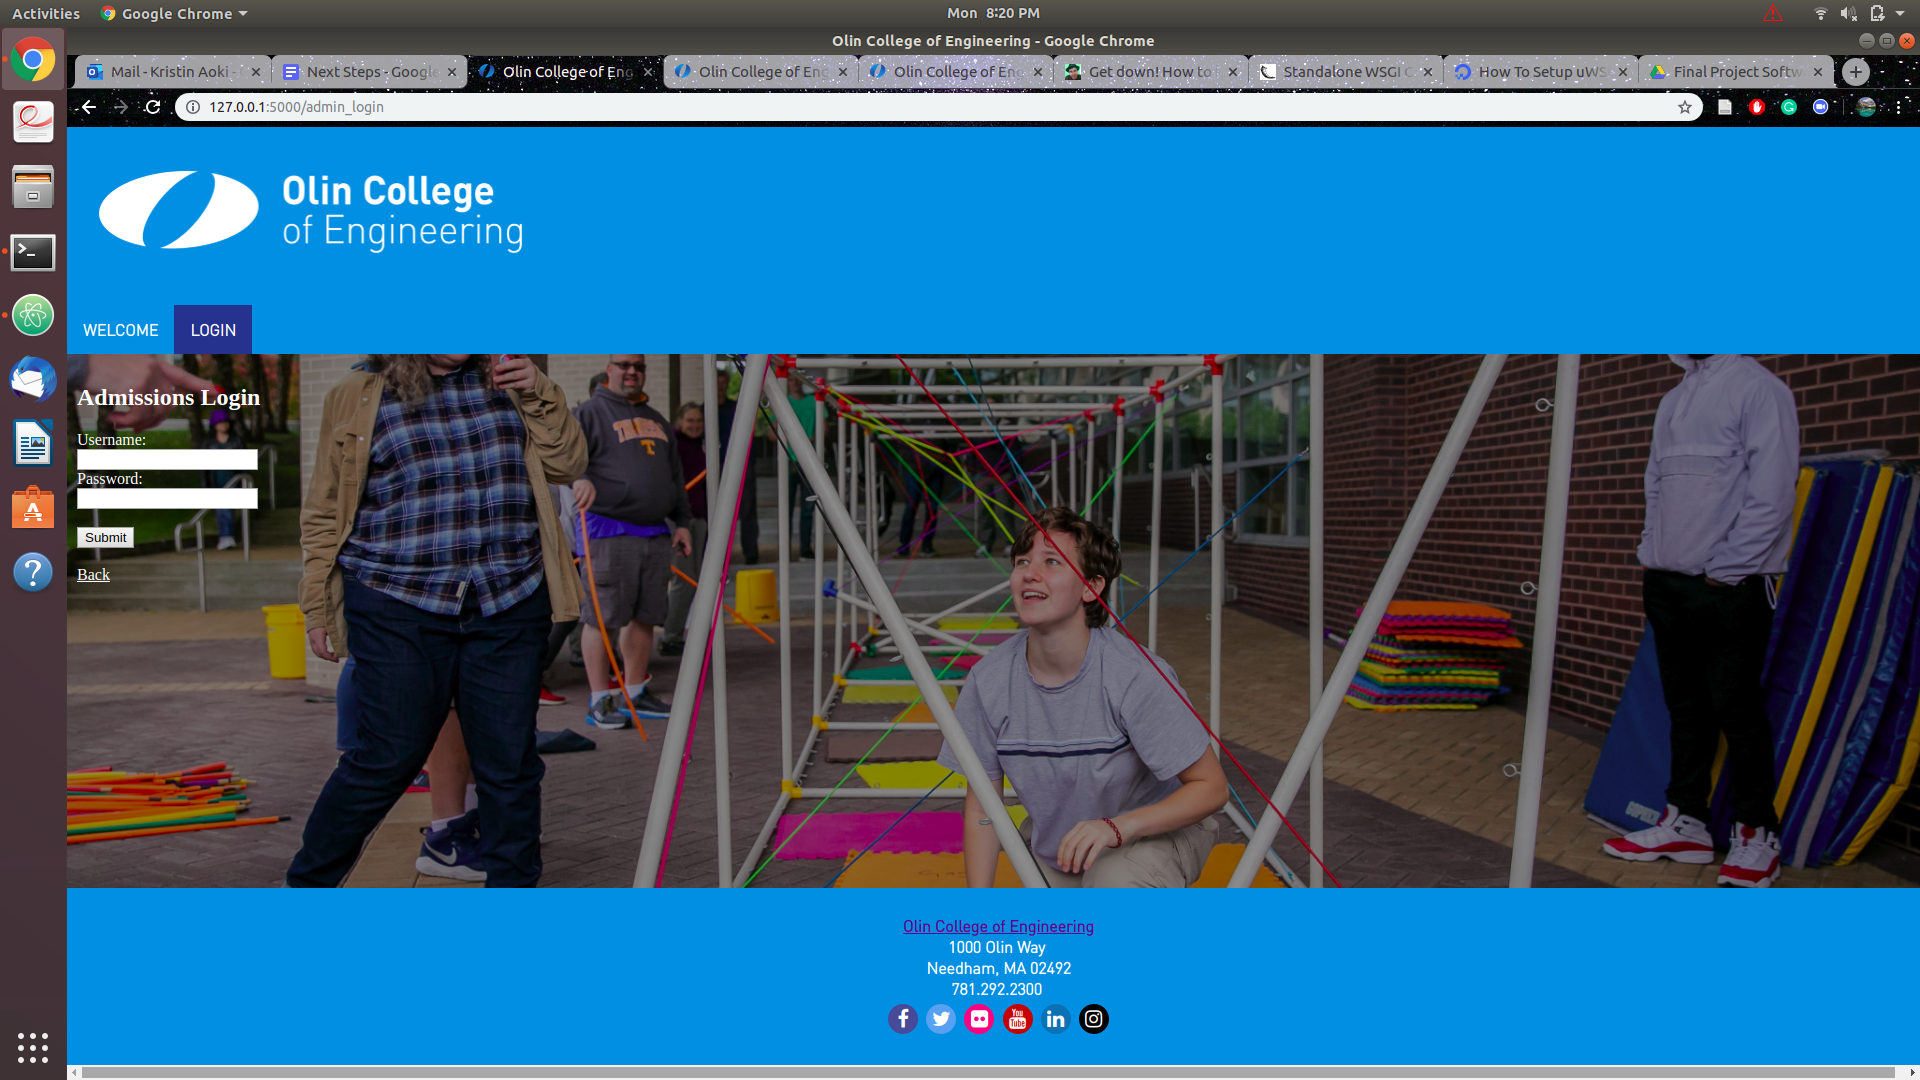 Activities
Google Chrome
Mon 8:20 PM
Olin College of Engineering - Google Chrome
Mail - Kristin Aoki -
Next Steps - Google
Olin College of Eng
Olin College of Eng
Olin College of Eng
Get down! How to
Standalone WSGI C
How To Setup uWS
Final Project Softw
127.0.0.1:5000/admin_login
Olin College
of Engineering
WELCOME
LOGIN
Admissions Login
Username:
Password:
Submit
Back
Olin College of Engineering
1000 Olin Way
Needham, MA 02492
781.292.2300
You
Tube